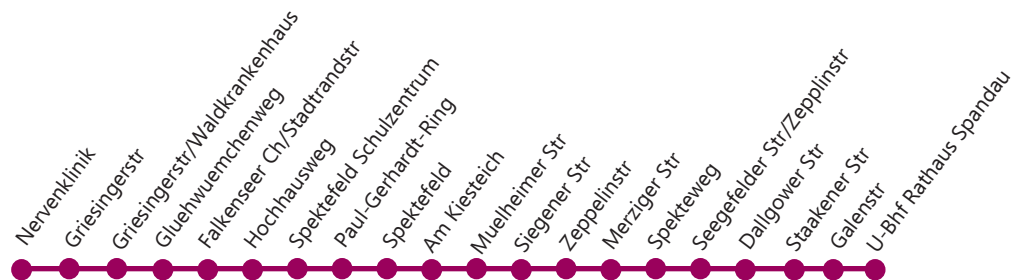 Nervenklinik
Griesingerstr
Griesingerstr/Waldkrankenhaus
Gluehwuemchenweg
Falkenseer Ch/Stadtrandstr
Hochhausweg
Spektefeld Schulzentrum
Paul-Gerhardt-Ring
Spektefeld
Am Kiesteich
Muelheimer Str
Siegener Str
Zeppelinstr
Merziger Str
Spekteweg
Seegefelder Str/Zepplinstr
Dallgower Str
Staakener Str
Galenstr
U-Bhf Rathaus Spandau